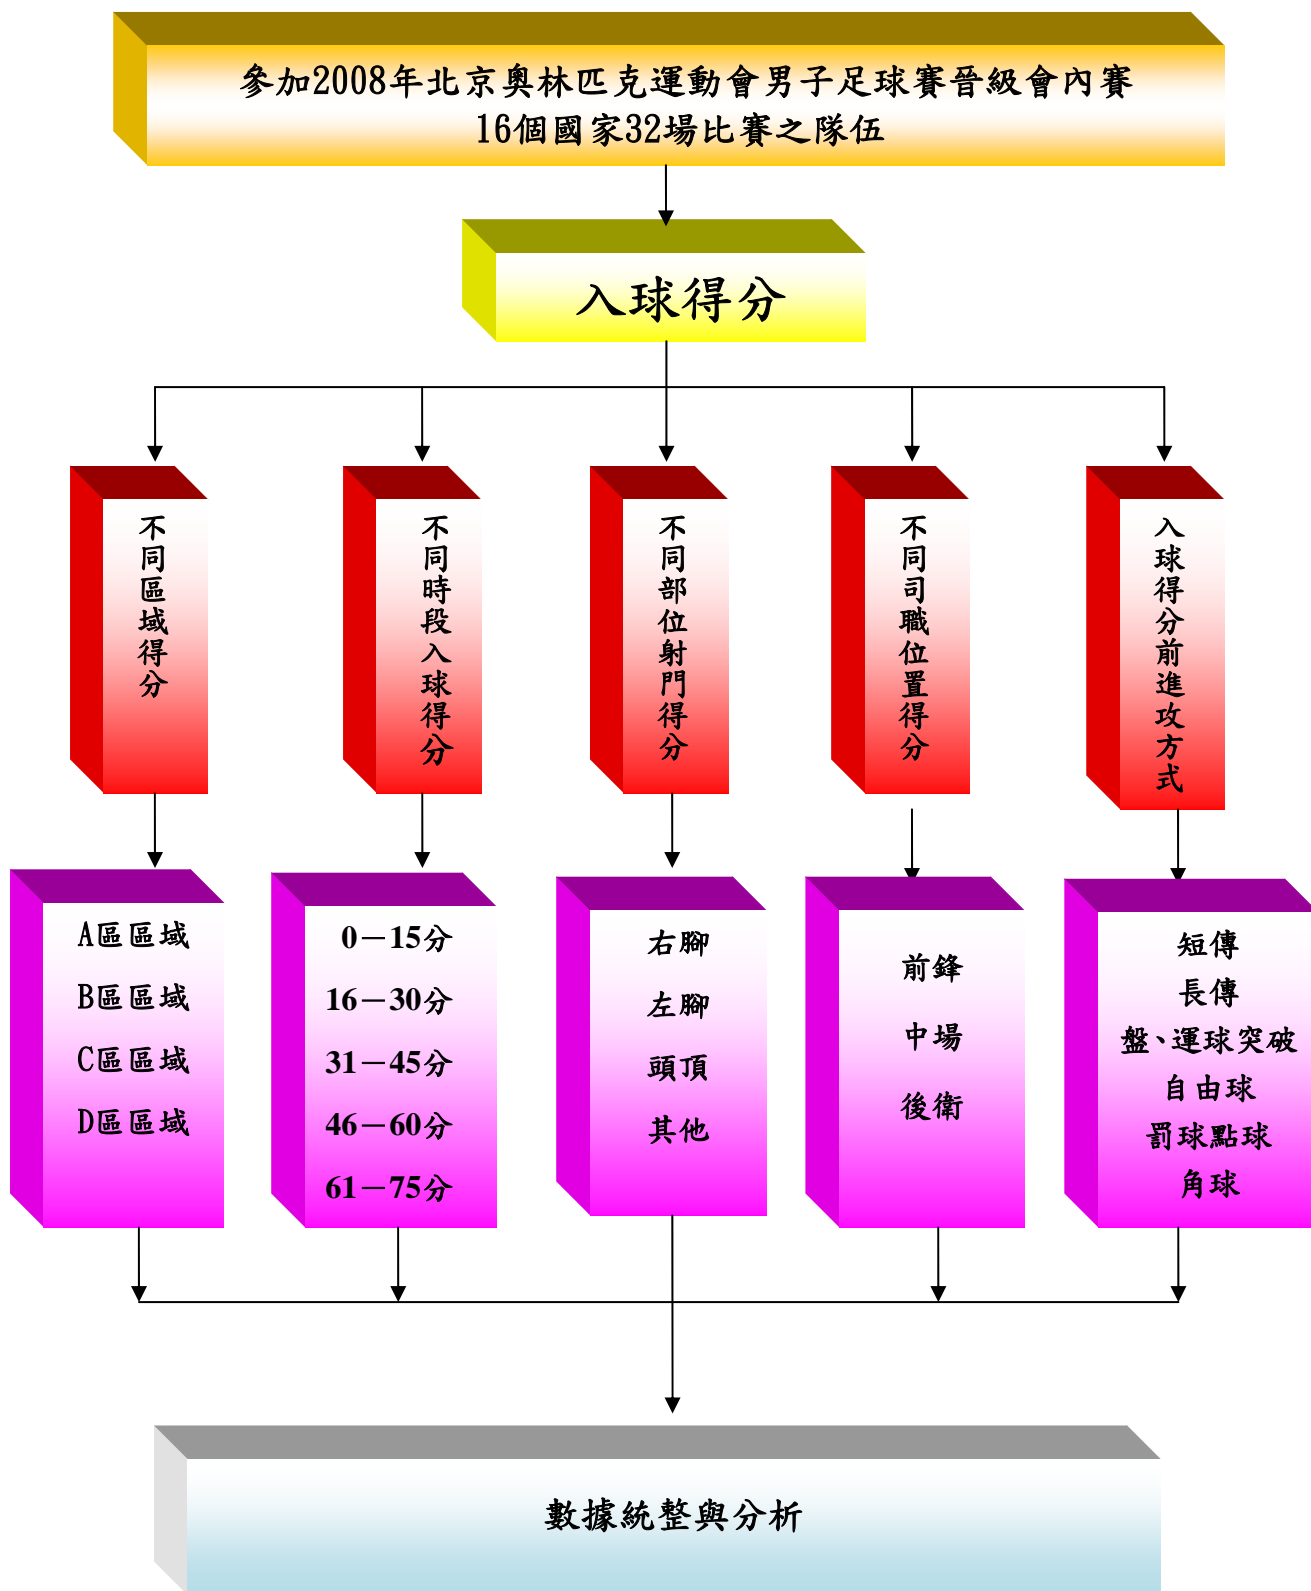 參加2008年北京奧林匹克運動會男子足球賽晉級會內賽
16個國家32場比賽之隊伍
入球得分
不同區域得分
不同時段入球得分
不同部位射門得分
不同司職位置得分
入球得分前進攻方式
A區區域
B區區域
C區區域
D區區域
0－15分
16－30分
31－45分
46－60分
61－75分
右腳
左腳
頭頂
其他
前鋒
中場
後衛
短傳
長傳
盤、運球突破
自由球
罰球點球
角球
數據統整與分析